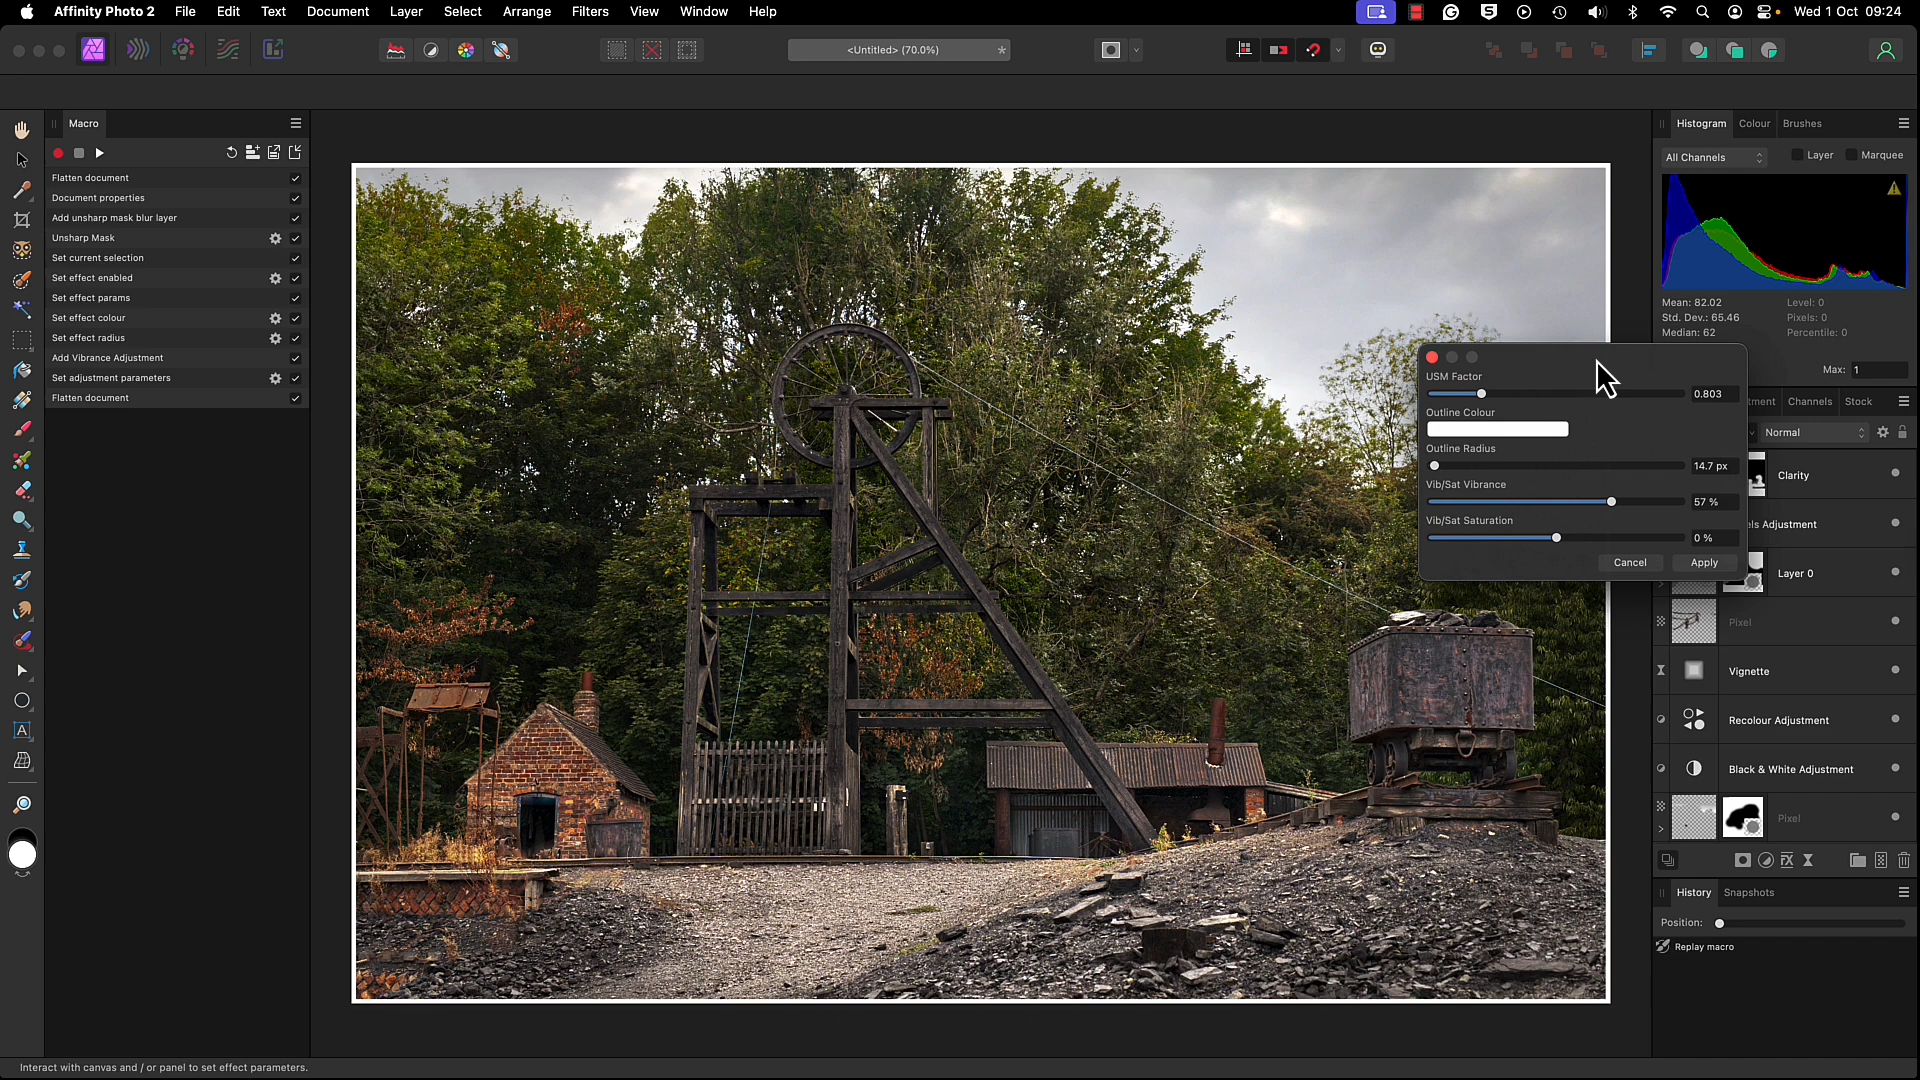 Affinity Photo 2 File Edit Text Document Layer Select Arrange Filters View Window Help Wed 1 Oct 09:24
<Untitled> (70.0%) *
Macro
Flatten document
Document properties
Add unsharp mask blur layer
Unsharp Mask
Set current selection
Set effect enabled
Set effect params
Set effect colour
Set effect radius
Add Vibrance Adjustment
Set adjustment parameters
Flatten document
Histogram Colour Brushes
All Channels Layer Marquee
Mean: 82.02 Level: 0
Std. Dev.: 65.46 Pixels: 0
Median: 62 Percentile: 0
Max: 1
USM Factor
0.803
Outline Colour
Outline Radius
14.7 px
Vib/Sat Vibrance
57 %
Vib/Sat Saturation
0 %
Cancel Apply
tment Channels Stock
Normal
Clarity
els Adjustment
Layer 0
Pixel
Vignette
Recolour Adjustment
Black & White Adjustment
Pixel
History Snapshots
Position:
Replay macro
Interact with canvas and / or panel to set effect parameters.